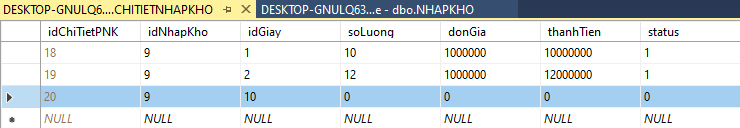 DESKTOP-GNULQ6....CHITIETNHAPKHO DESKTOP-GNULQ63...e - dbo.NHAPKHO
idChiTietPNK idNhapKho idGiay soLuong donGia thanhTien status
18 9 1 10 1000000 10000000 1
19 9 2 12 1000000 12000000 1
20 9 10 0 0 0 0
NULL NULL NULL NULL NULL NULL NULL